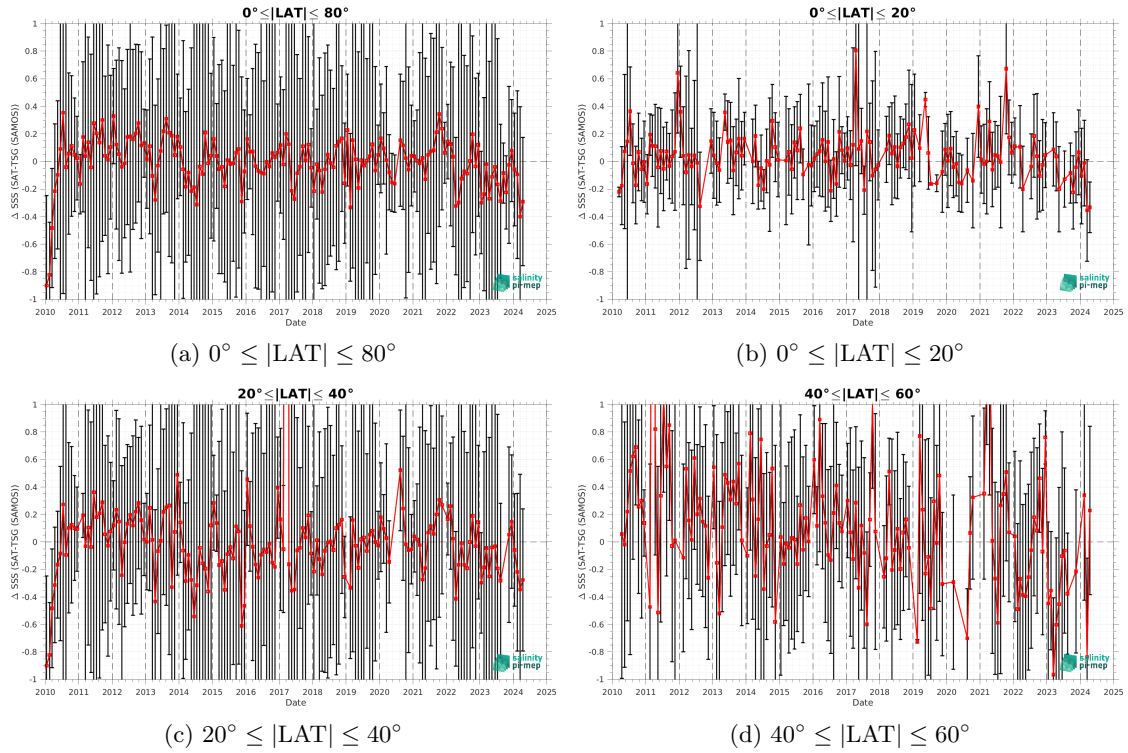 0°≤|LAT|≤ 80°
Δ SSS (SAT-TSG (SAMOS))
1
0.8
0.6
0.4
0.2
0
-0.2
-0.4
-0.6
-0.8
-1
2010 2011 2012 2013 2014 2015 2016 2017 2018 2019 2020 2021 2022 2023 2024 2025
Date
salinity
pi-mep
(a) 0° ≤ |LAT| ≤ 80°
0°≤|LAT|≤ 20°
Δ SSS (SAT-TSG (SAMOS))
1
0.8
0.6
0.4
0.2
0
-0.2
-0.4
-0.6
-0.8
-1
2010 2011 2012 2013 2014 2015 2016 2017 2018 2019 2020 2021 2022 2023 2024 2025
Date
salinity
pi-mep
(b) 0° ≤ |LAT| ≤ 20°
20°≤|LAT|≤ 40°
Δ SSS (SAT-TSG (SAMOS))
1
0.8
0.6
0.4
0.2
0
-0.2
-0.4
-0.6
-0.8
-1
2010 2011 2012 2013 2014 2015 2016 2017 2018 2019 2020 2021 2022 2023 2024 2025
Date
salinity
pi-mep
(c) 20° ≤ |LAT| ≤ 40°
40°≤|LAT|≤ 60°
Δ SSS (SAT-TSG (SAMOS))
1
0.8
0.6
0.4
0.2
0
-0.2
-0.4
-0.6
-0.8
-1
2010 2011 2012 2013 2014 2015 2016 2017 2018 2019 2020 2021 2022 2023 2024 2025
Date
salinity
pi-mep
(d) 40° ≤ |LAT| ≤ 60°